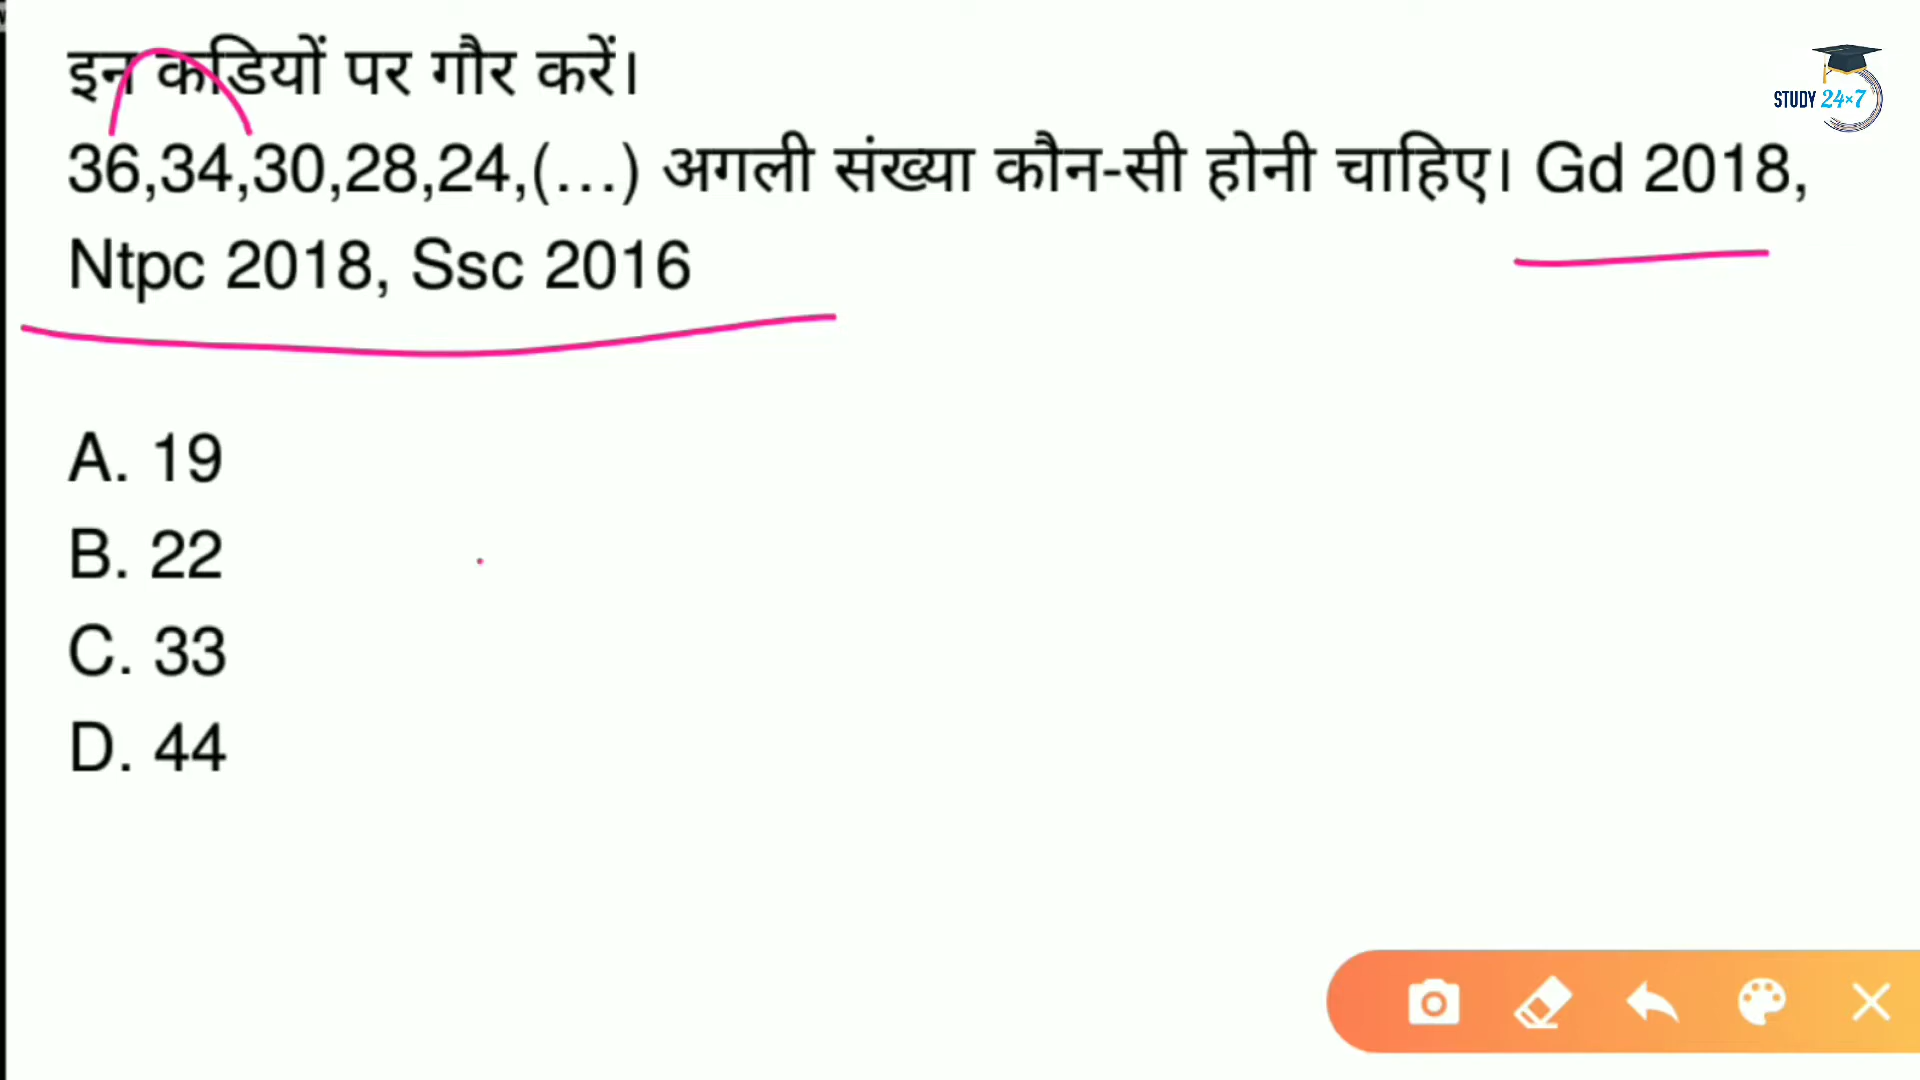 इन कडियों पर गौर करें।
STUDY 24×7
36,34,30,28,24,(...) अगली संख्या कौन-सी होनी चाहिए। Gd 2018,
Ntpc 2018, Ssc 2016
A. 19
B. 22
C. 33
D. 44